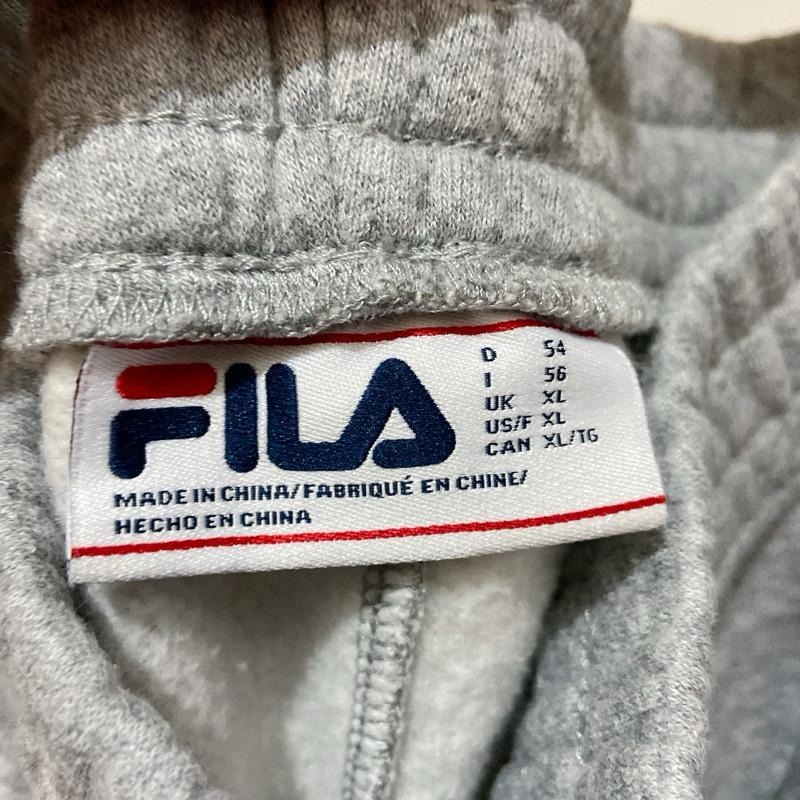 FILA
D 54
I 56
UK XL
US/F XL
CAN XL/TG
MADE IN CHINA/FABRIQUÉ EN CHINE/
HECHO EN CHINA